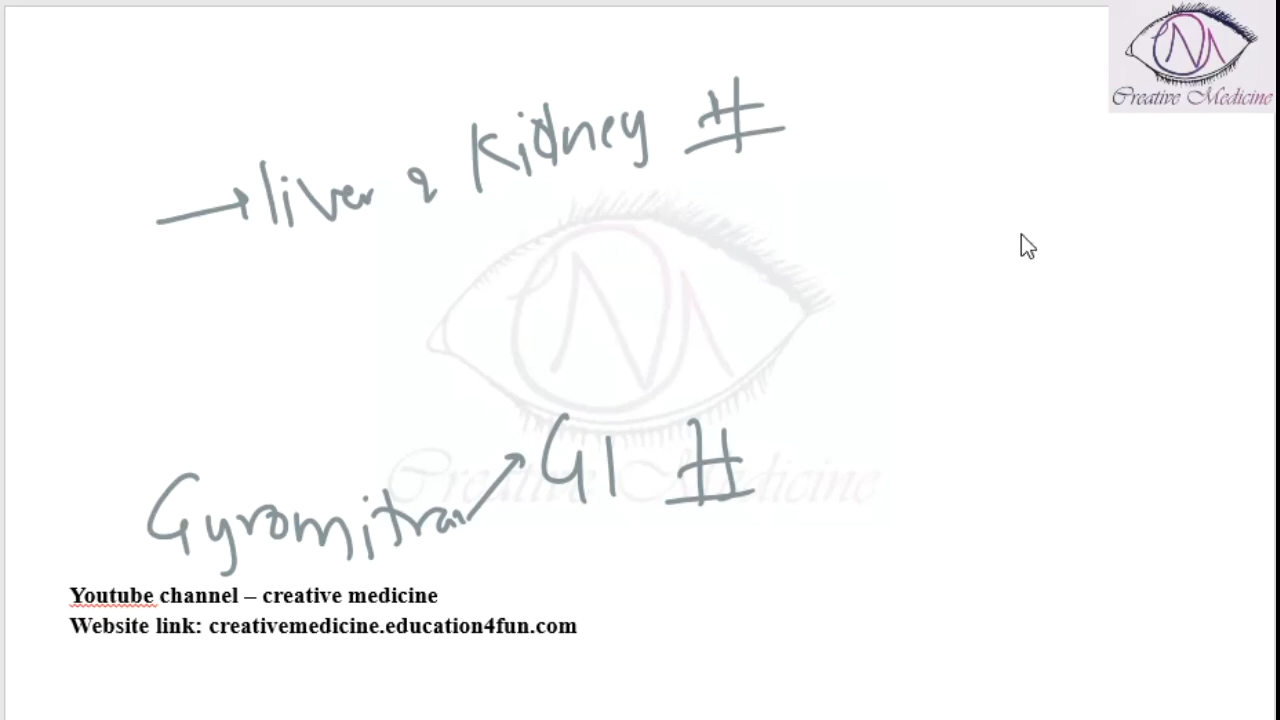 Creative Medicine
→ liver & Kidney #
Gyromitra → GI #
Youtube channel – creative medicine
Website link: creativemedicine.education4fun.com